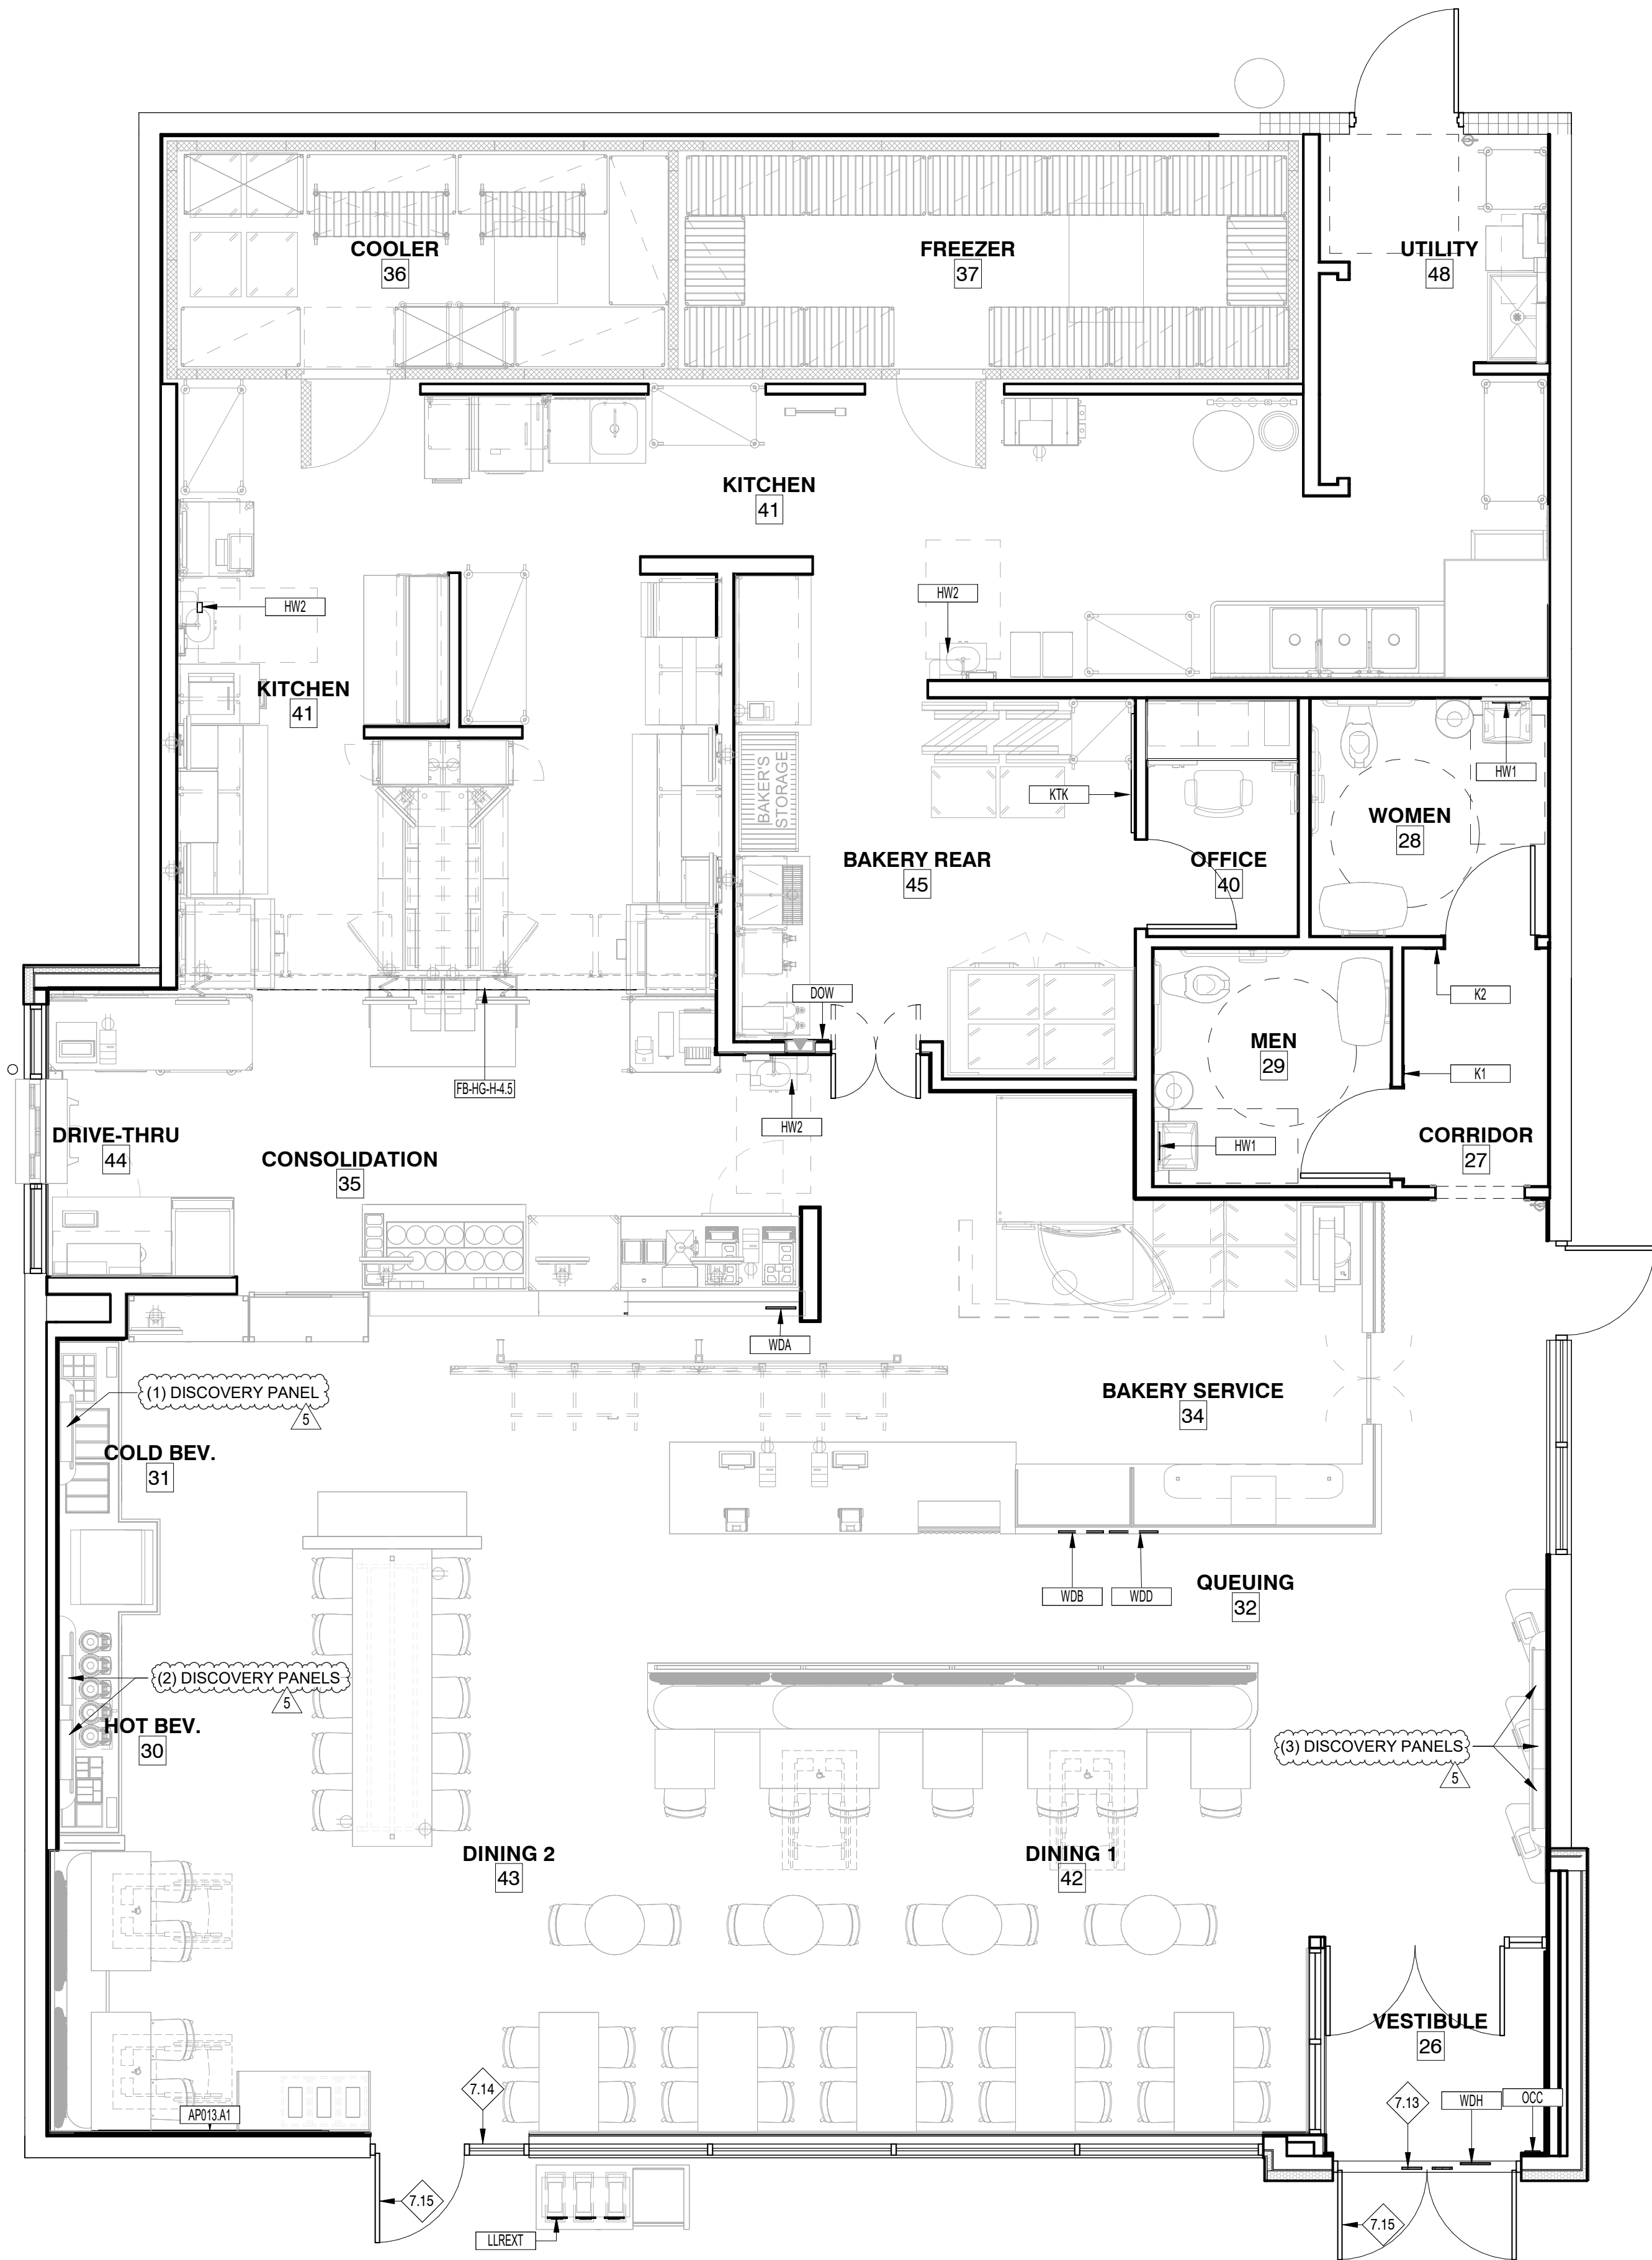 COOLER
36
FREEZER
37
UTILITY
48
KITCHEN
41
HW2
HW2
KITCHEN
41
BAKER'S
STORAGE
KTK
HW1
WOMEN
28
BAKERY REAR
45
OFFICE
40
DOW
K2
MEN
29
K1
FB-HG-H-4.5
HW2
HW1
DRIVE-THRU
44
CONSOLIDATION
35
CORRIDOR
27
WDA
(1) DISCOVERY PANEL
5
BAKERY SERVICE
34
COLD BEV.
31
QUEUING
32
WDB
WDD
(2) DISCOVERY PANELS
5
HOT BEV.
30
(3) DISCOVERY PANELS
5
DINING 2
43
DINING 1
42
VESTIBULE
26
7.14
7.13
WDH
OCC
AP013.A1
7.15
7.15
LLREXT